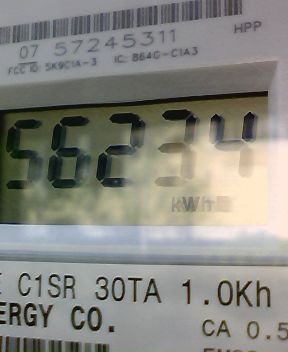 07 57245311
HPP
FCC ID: SK9C1A-3 IC: 864G-C1A3
56234
kWh
E C1SR 30TA 1.0Kh
ERGY CO.
CA 0.5